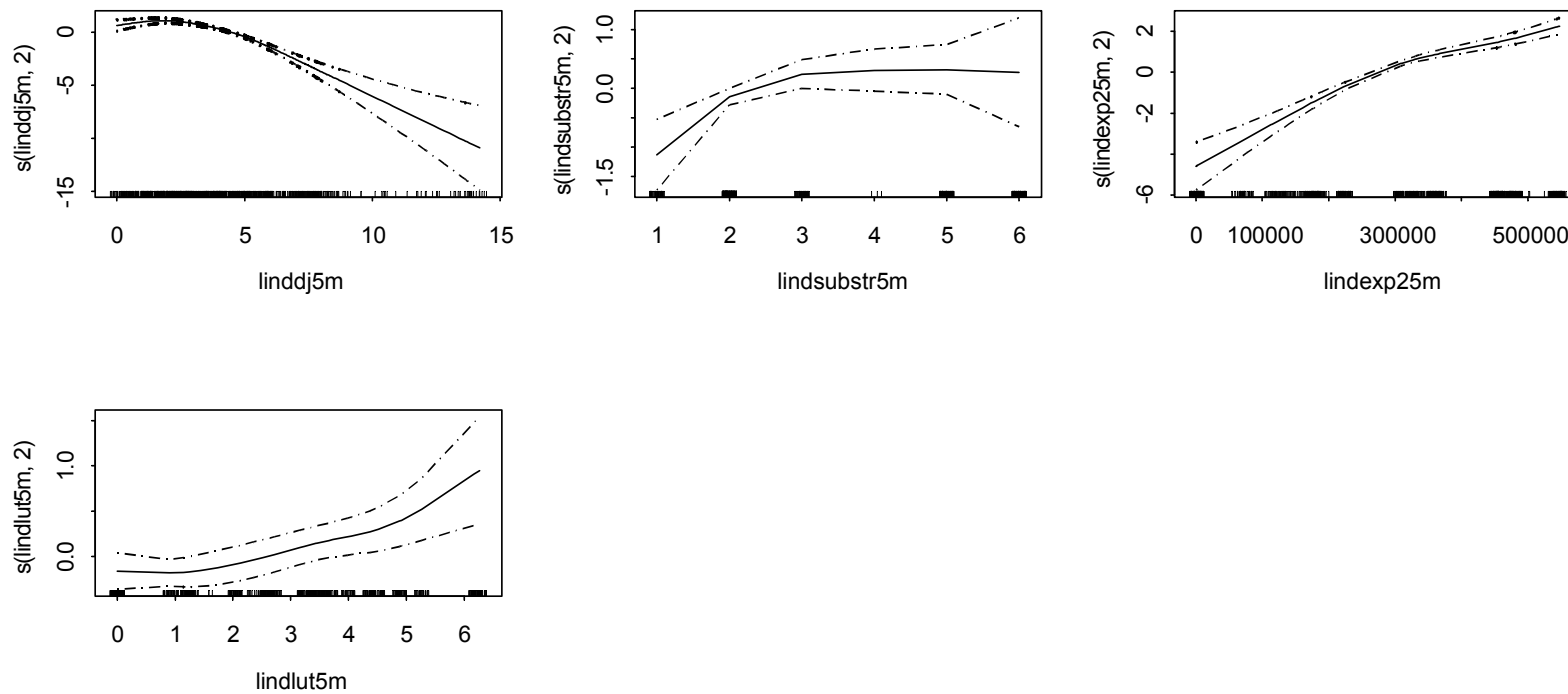 s(linddj5m, 2)
0
-5
-15
0 5 10 15
linddj5m
s(lindsubstr5m, 2)
1.0
0.0
-1.5
1 2 3 4 5 6
lindsubstr5m
s(lindexp25m, 2)
2
0
-2
-6
0 100000 300000 500000
lindexp25m
s(lindlut5m, 2)
1.0
0.0
0 1 2 3 4 5 6
lindlut5m